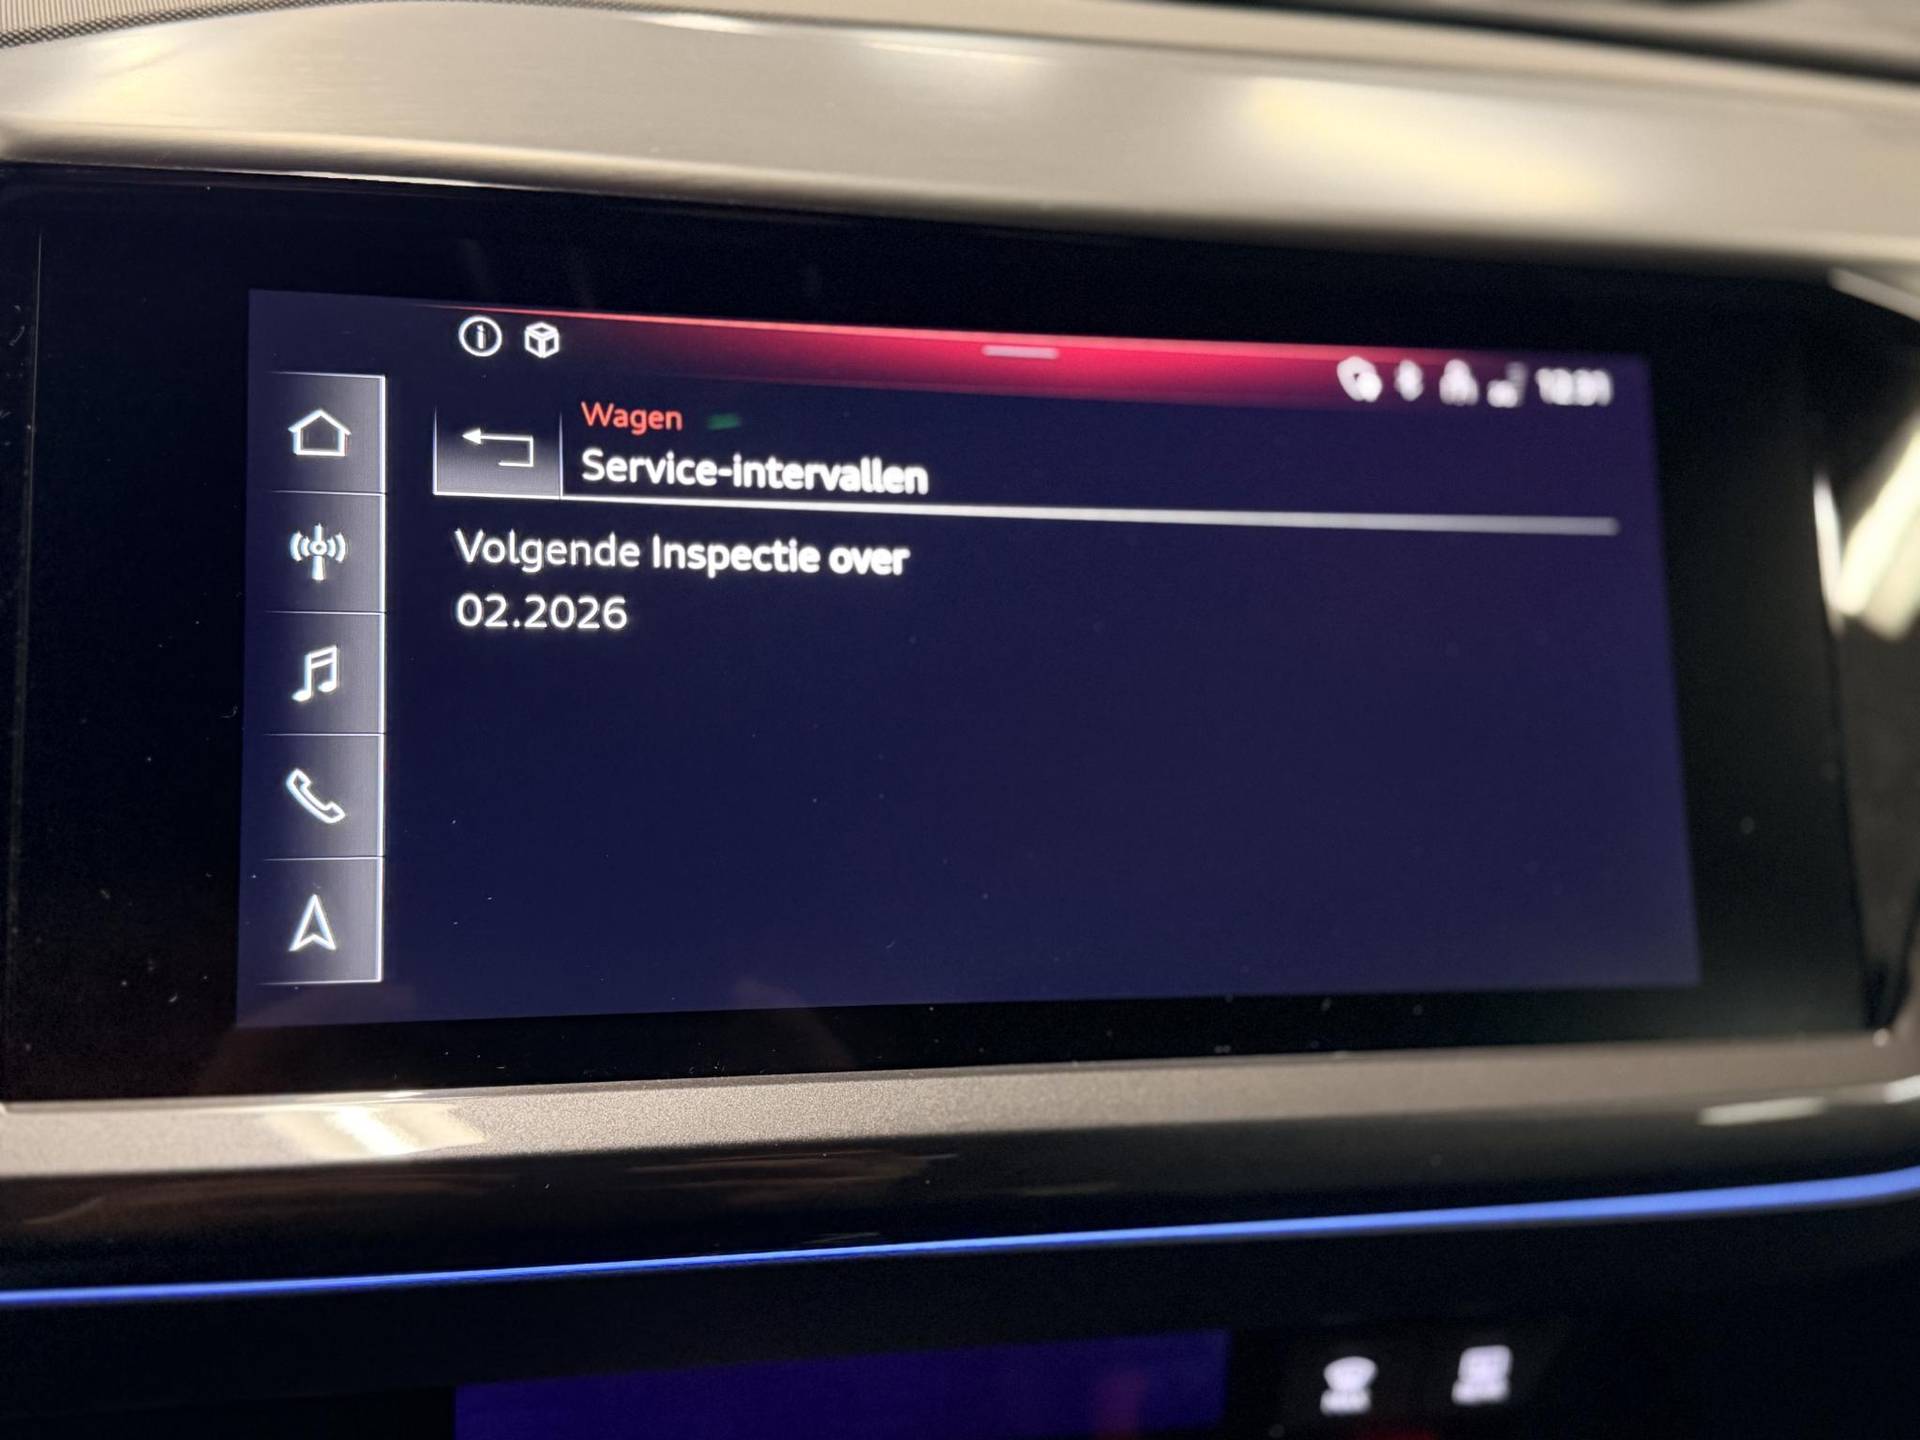 Wagen
Service-intervallen
Volgende Inspectie over
02.2026